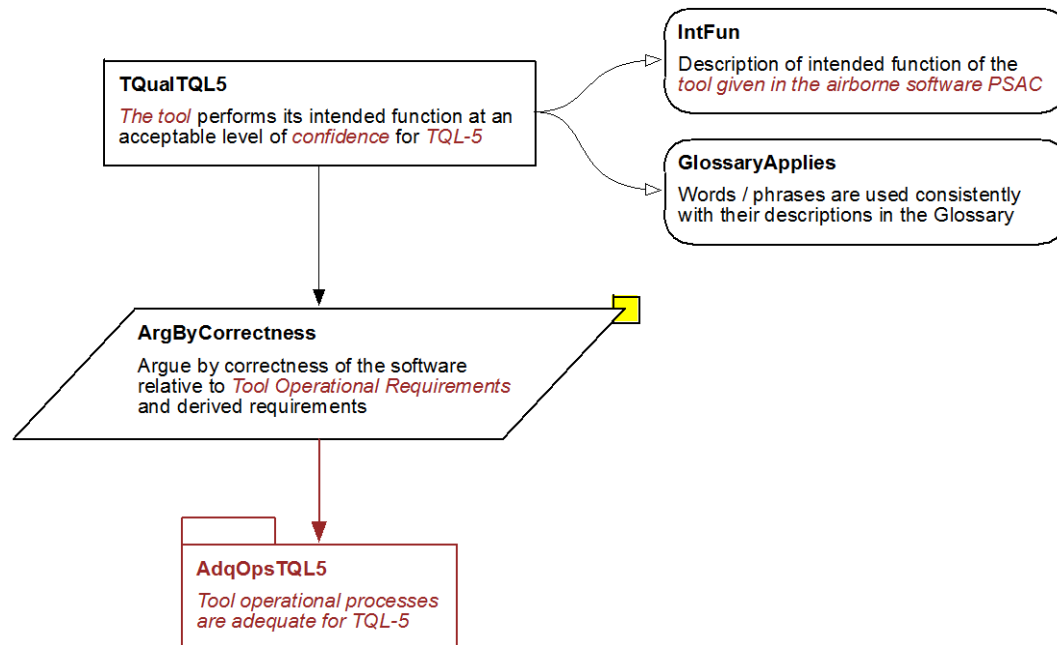 TQualTQL5
The tool performs its intended function at an
acceptable level of confidence for TQL-5
IntFun
Description of intended function of the
tool given in the airborne software PSAC
GlossaryApplies
Words / phrases are used consistently
with their descriptions in the Glossary
ArgByCorrectness
Argue by correctness of the software
relative to Tool Operational Requirements
and derived requirements
AdqOpsTQL5
Tool operational processes
are adequate for TQL-5